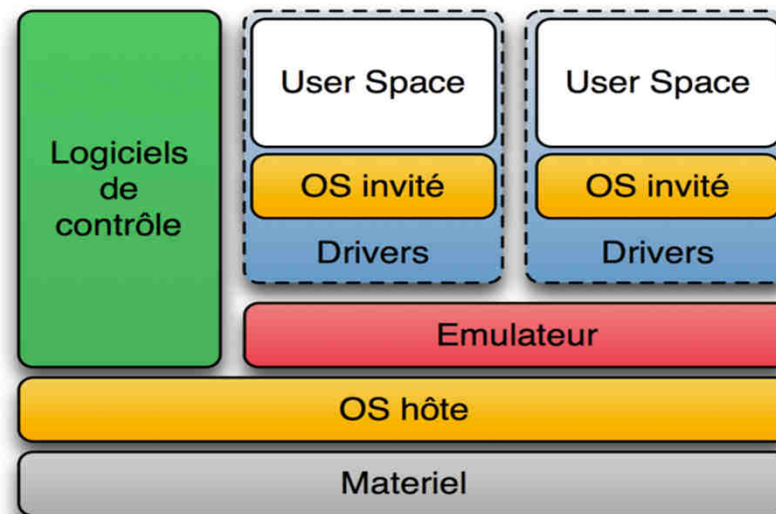 Logiciels
de
contrôle
User Space
OS invité
Drivers
User Space
OS invité
Drivers
Emulateur
OS hôte
Materiel